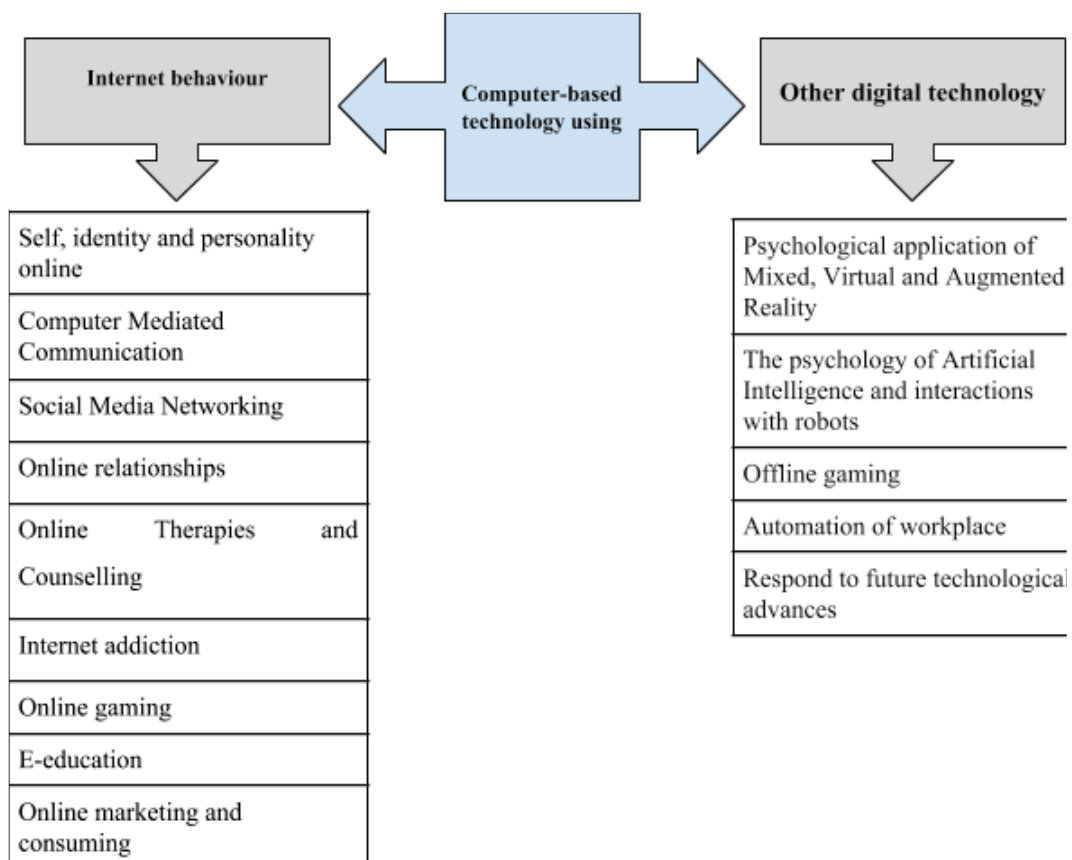 Internet behaviour
Computer-based
technology using
Other digital technology
Self, identity and personality
online
Computer Mediated
Communication
Social Media Networking
Online relationships
Online Therapies and
Counselling
Internet addiction
Online gaming
E-education
Online marketing and
consuming
Psychological application of
Mixed, Virtual and Augmented
Reality
The psychology of Artificial
Intelligence and interactions
with robots
Offline gaming
Automation of workplace
Respond to future technological
advances